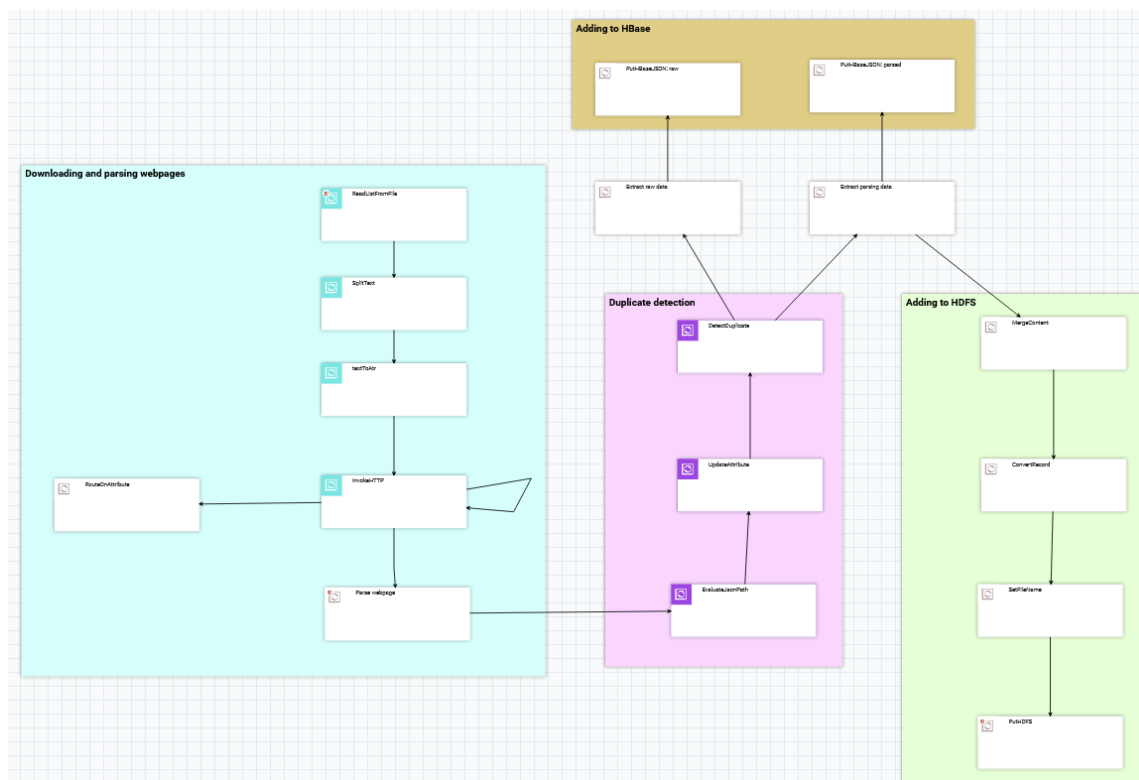 Adding to HBase
PutHBaseJSON: raw
PutHBaseJSON: parsed
Extract raw data
Extract parsing data
Downloading and parsing webpages
ReadListFromFile
SplitText
textToAtr
InvokeHTTP
RouteOnAttribute
Parse webpage
Duplicate detection
DetectDuplicate
UpdateAttribute
EvaluateJsonPath
Adding to HDFS
MergeContent
ConvertRecord
SetFileName
PutHDFS